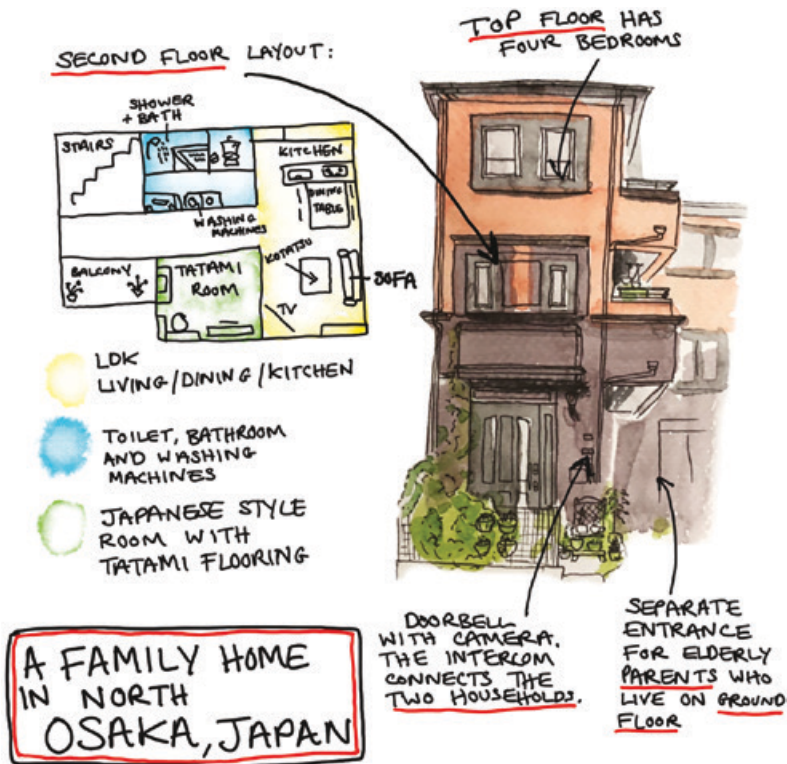 TOP FLOOR HAS
FOUR BEDROOMS
SECOND FLOOR LAYOUT:
SHOWER
+ BATH
STAIRS
KITCHEN
DINING
TABLE
WASHING
MACHINES
KOTATSU
BALCONY
TATAMI
ROOM
SOFA
TV
LDK
LIVING/DINING/KITCHEN
TOILET, BATHROOM
AND WASHING
MACHINES
JAPANESE STYLE
ROOM WITH
TATAMI FLOORING
DOORBELL
WITH CAMERA.
THE INTERCOM
CONNECTS THE
TWO HOUSEHOLDS.
SEPARATE
ENTRANCE
FOR ELDERLY
PARENTS WHO
LIVE ON GROUND
FLOOR
A FAMILY HOME
IN NORTH
OSAKA, JAPAN